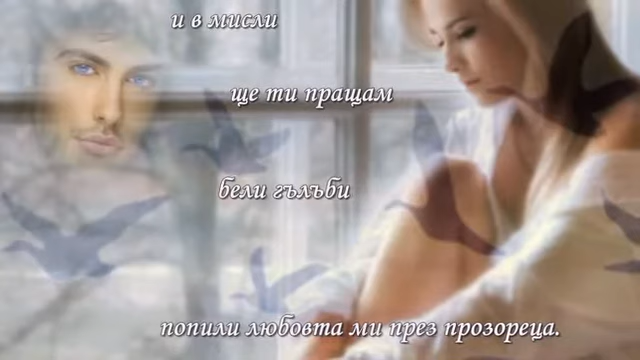 и в мисли
ще ти пращам
бели гълъби
попили любовта ми през прозореца.